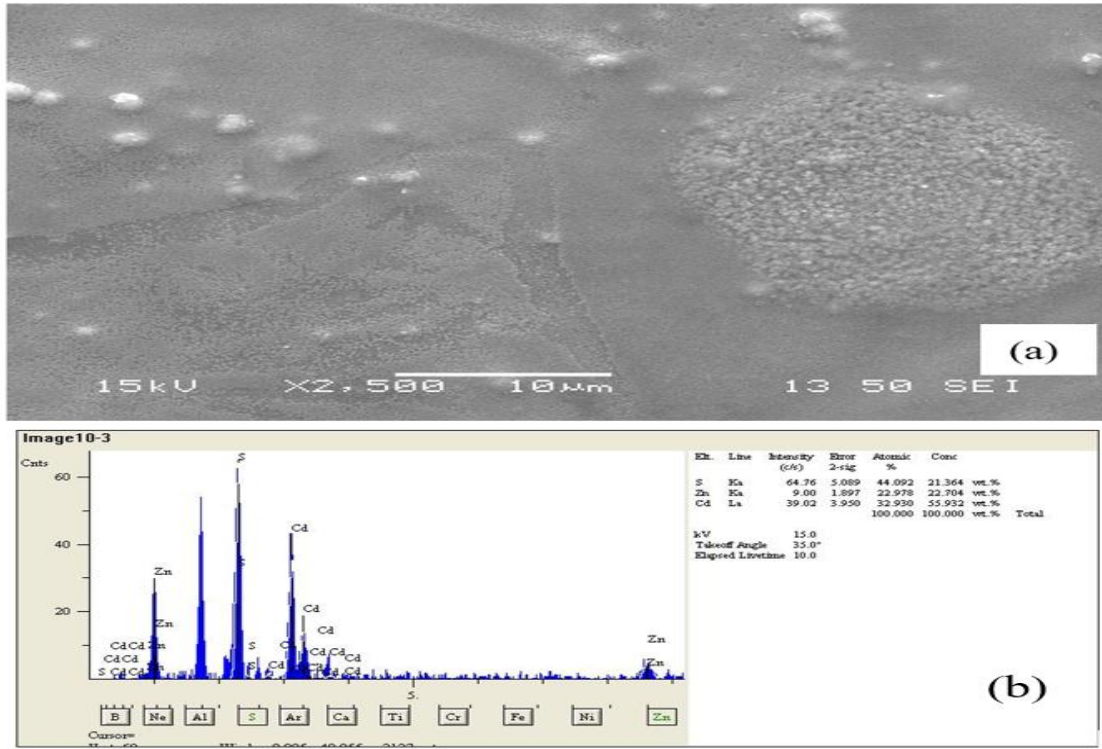 (a)
15kV X2,500 10µm 13 50 SEI
Image10-3
Cnts
60
40
20
S
S
S
S
S
Zn
Zn
Zn
Cd
Cd
Cd
Cd Cd
Cd Cd
Cd
Cd Cd
Cd
Cd
Zn
Zn
5.
B Ne Al S Ar Ca Ti Cr Fe Ni Zn
Cursor=
Elt. Line Intensity Error Atomic Conc
(c/s) 2-sig %
S Ka 64.76 5.089 44.092 21.364 wt.%
Zn Ka 9.00 1.897 22.978 22.704 wt.%
Cd La 39.02 3.950 32.930 55.932 wt.%
100.000 100.000 wt.% Total
kV 15.0
Takeoff Angle 35.0°
Elapsed Livetime 10.0
(b)